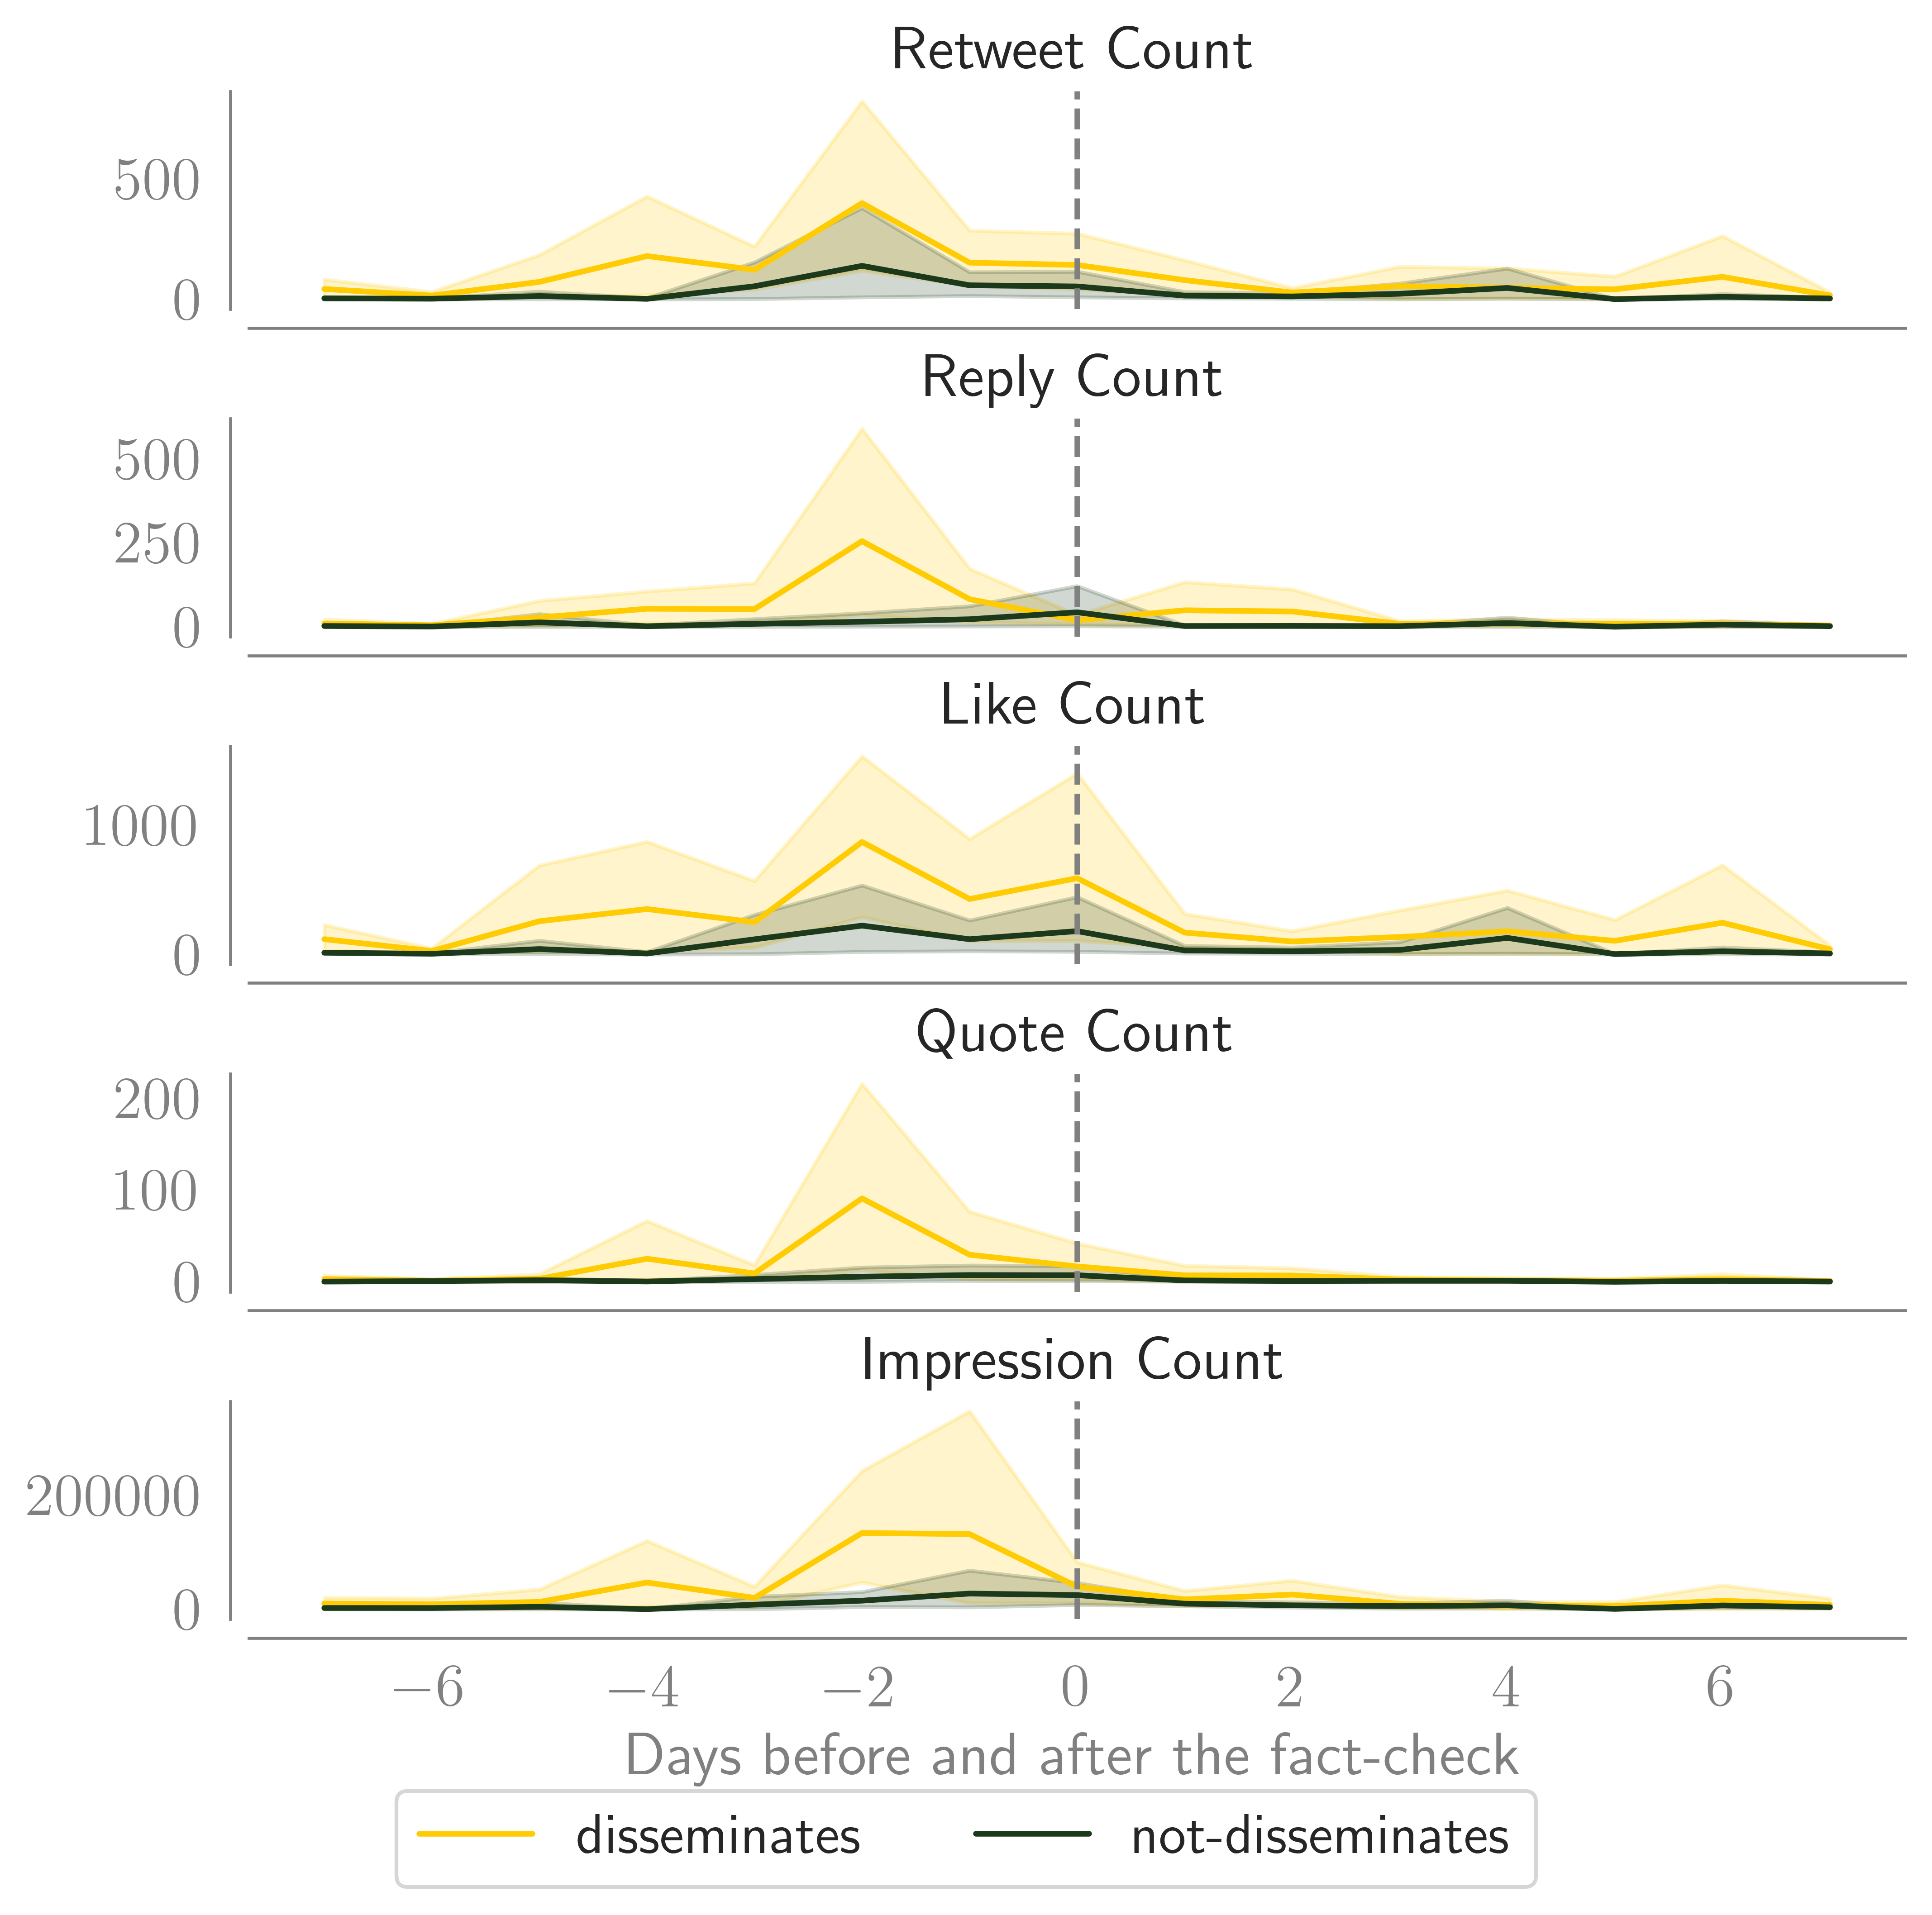 Retweet Count
500
0
Reply Count
500
250
0
Like Count
1000
0
Quote Count
200
100
0
Impression Count
200000
0
−6 −4 −2 0 2 4 6
Days before and after the fact-check
disseminates not-disseminates